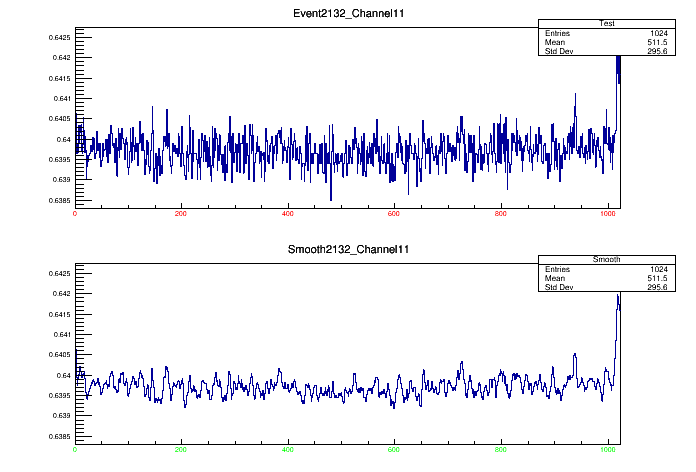 Event2132_Channel11
Test
Entries 1024
Mean 511.5
Std Dev 295.6
0.6425
0.642
0.6415
0.641
0.6405
0.64
0.6395
0.639
0.6385
0 200 400 600 800 1000
Smooth2132_Channel11
Smooth
Entries 1024
Mean 511.5
Std Dev 295.6
0.6425
0.642
0.6415
0.641
0.6405
0.64
0.6395
0.639
0.6385
0 200 400 600 800 1000